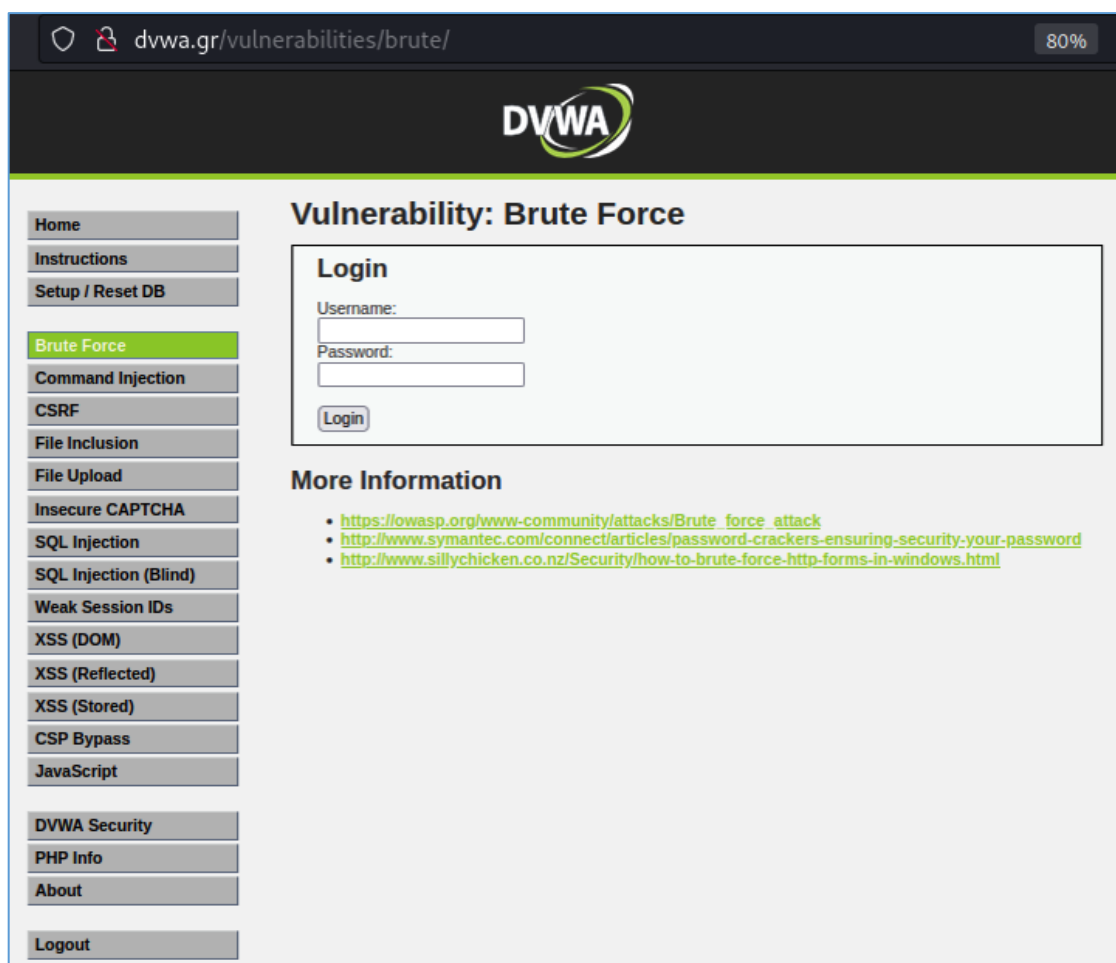 dvwa.gr/vulnerabilities/brute/
80%
DVWA
Home
Instructions
Setup / Reset DB
Brute Force
Command Injection
CSRF
File Inclusion
File Upload
Insecure CAPTCHA
SQL Injection
SQL Injection (Blind)
Weak Session IDs
XSS (DOM)
XSS (Reflected)
XSS (Stored)
CSP Bypass
JavaScript
DVWA Security
PHP Info
About
Logout
Vulnerability: Brute Force
Login
Username:
Password:
Login
More Information
https://owasp.org/www-community/attacks/Brute_force_attack
http://www.symantec.com/connect/articles/password-crackers-ensuring-security-your-password
http://www.sillychicken.co.nz/Security/how-to-brute-force-http-forms-in-windows.html